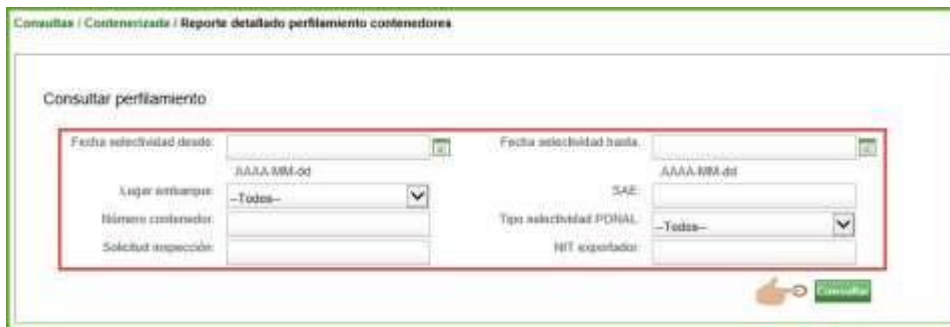 Consultas / Contenerizada / Reporte detallado perfilamiento contenedores
Consultar perfilamiento
Fecha selectividad desde: Fecha selectividad hasta:
AAAA-MM-dd AAAA-MM-dd
Lugar embarque: --Todos-- SAE:
Número contenedor: Tipo selectividad PONAL: --Todos--
Solicitud inspección: NIT exportador:
Consultar